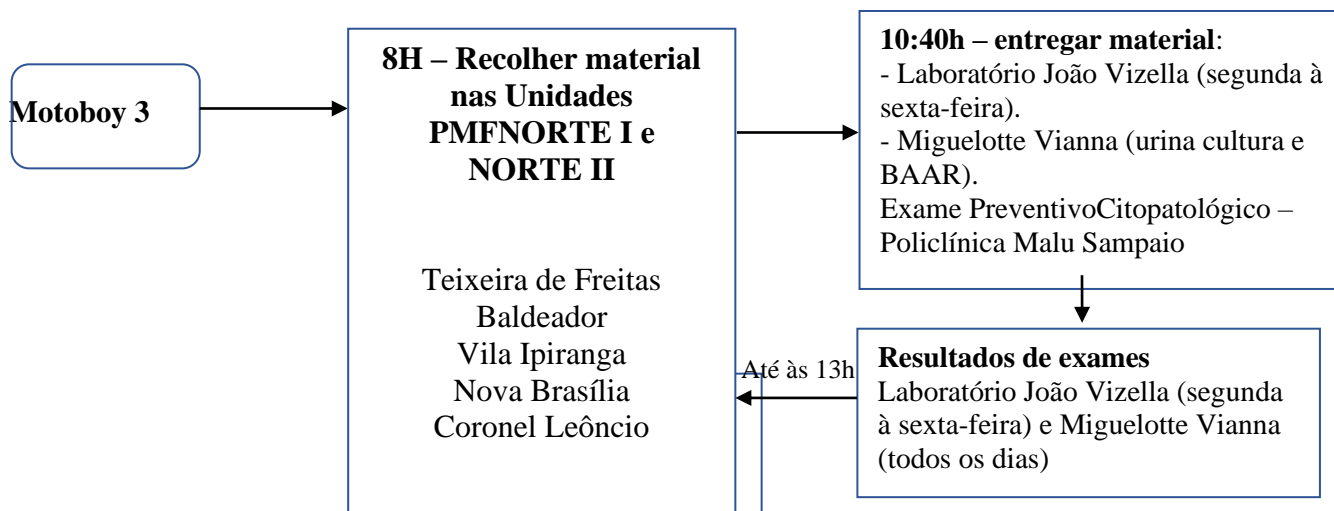 Motoboy 3
8H – Recolher material
nas Unidades
PMFNORTE I e
NORTE II
Teixeira de Freitas
Baldeador
Vila Ipiranga
Nova Brasília
Coronel Leôncio
10:40h – entregar material:
- Laboratório João Vizella (segunda à
sexta-feira).
- Miguelotte Vianna (urina cultura e
BAAR).
Exame PreventivoCitopatológico –
Policlínica Malu Sampaio
Resultados de exames
Laboratório João Vizella (segunda
à sexta-feira) e Miguelotte Vianna
(todos os dias)
Até às 13h